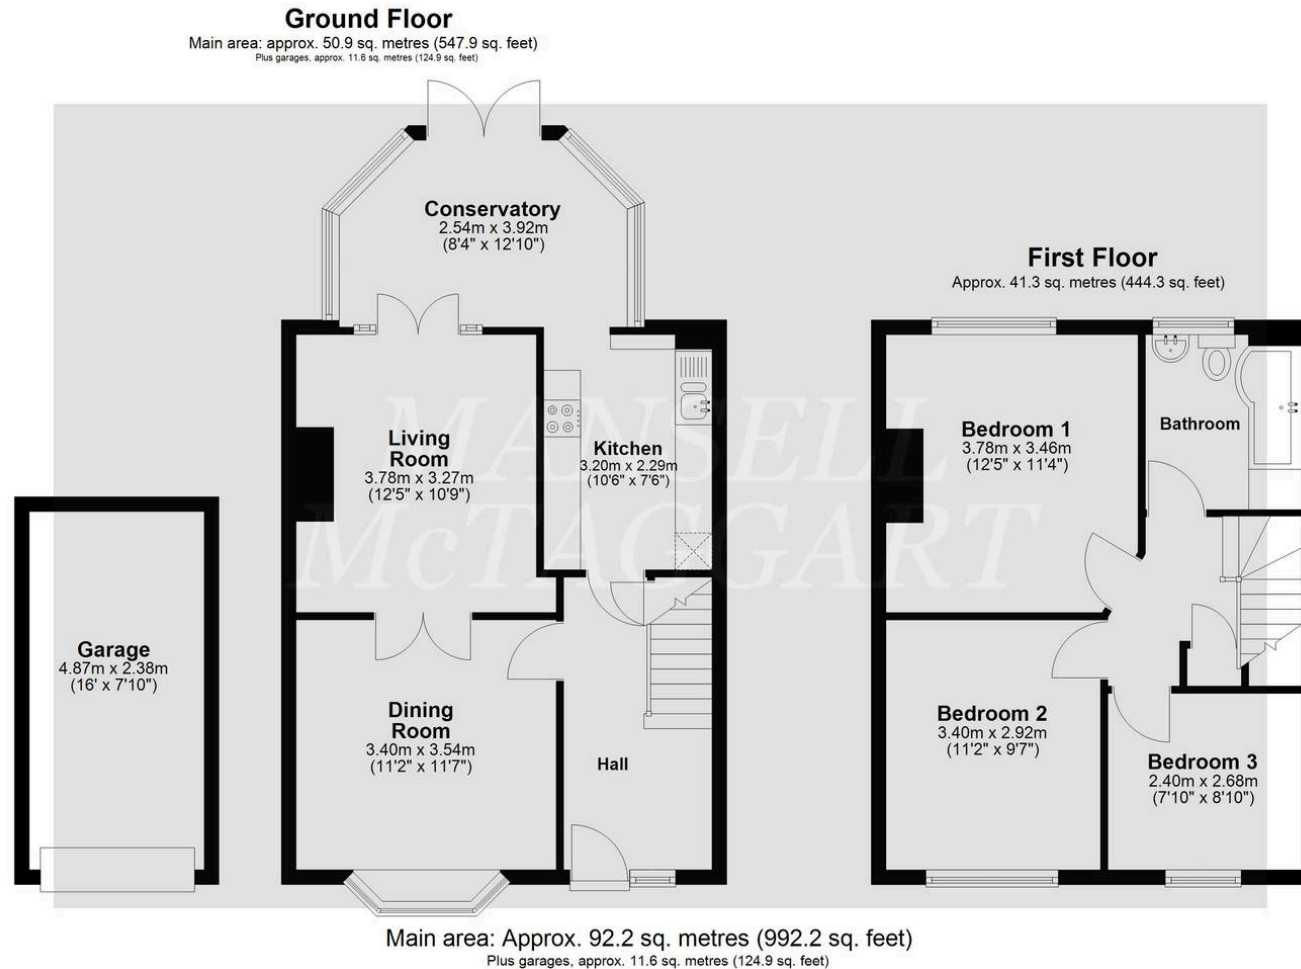 Ground Floor
Main area: approx. 50.9 sq. metres (547.9 sq. feet)
Plus garages, approx. 11.6 sq. metres (124.9 sq. feet)
Conservatory
2.54m x 3.92m
(8'4" x 12'10")
Living
Room
3.78m x 3.27m
(12'5" x 10'9")
Kitchen
3.20m x 2.29m
(10'6" x 7'6")
Garage
4.87m x 2.38m
(16' x 7'10")
Dining
Room
3.40m x 3.54m
(11'2" x 11'7")
Hall
First Floor
Approx. 41.3 sq. metres (444.3 sq. feet)
Bedroom 1
3.78m x 3.46m
(12'5" x 11'4")
Bathroom
Bedroom 2
3.40m x 2.92m
(11'2" x 9'7")
Bedroom 3
2.40m x 2.68m
(7'10" x 8'10")
MANSELL
McTAGGART
Main area: Approx. 92.2 sq. metres (992.2 sq. feet)
Plus garages, approx. 11.6 sq. metres (124.9 sq. feet)